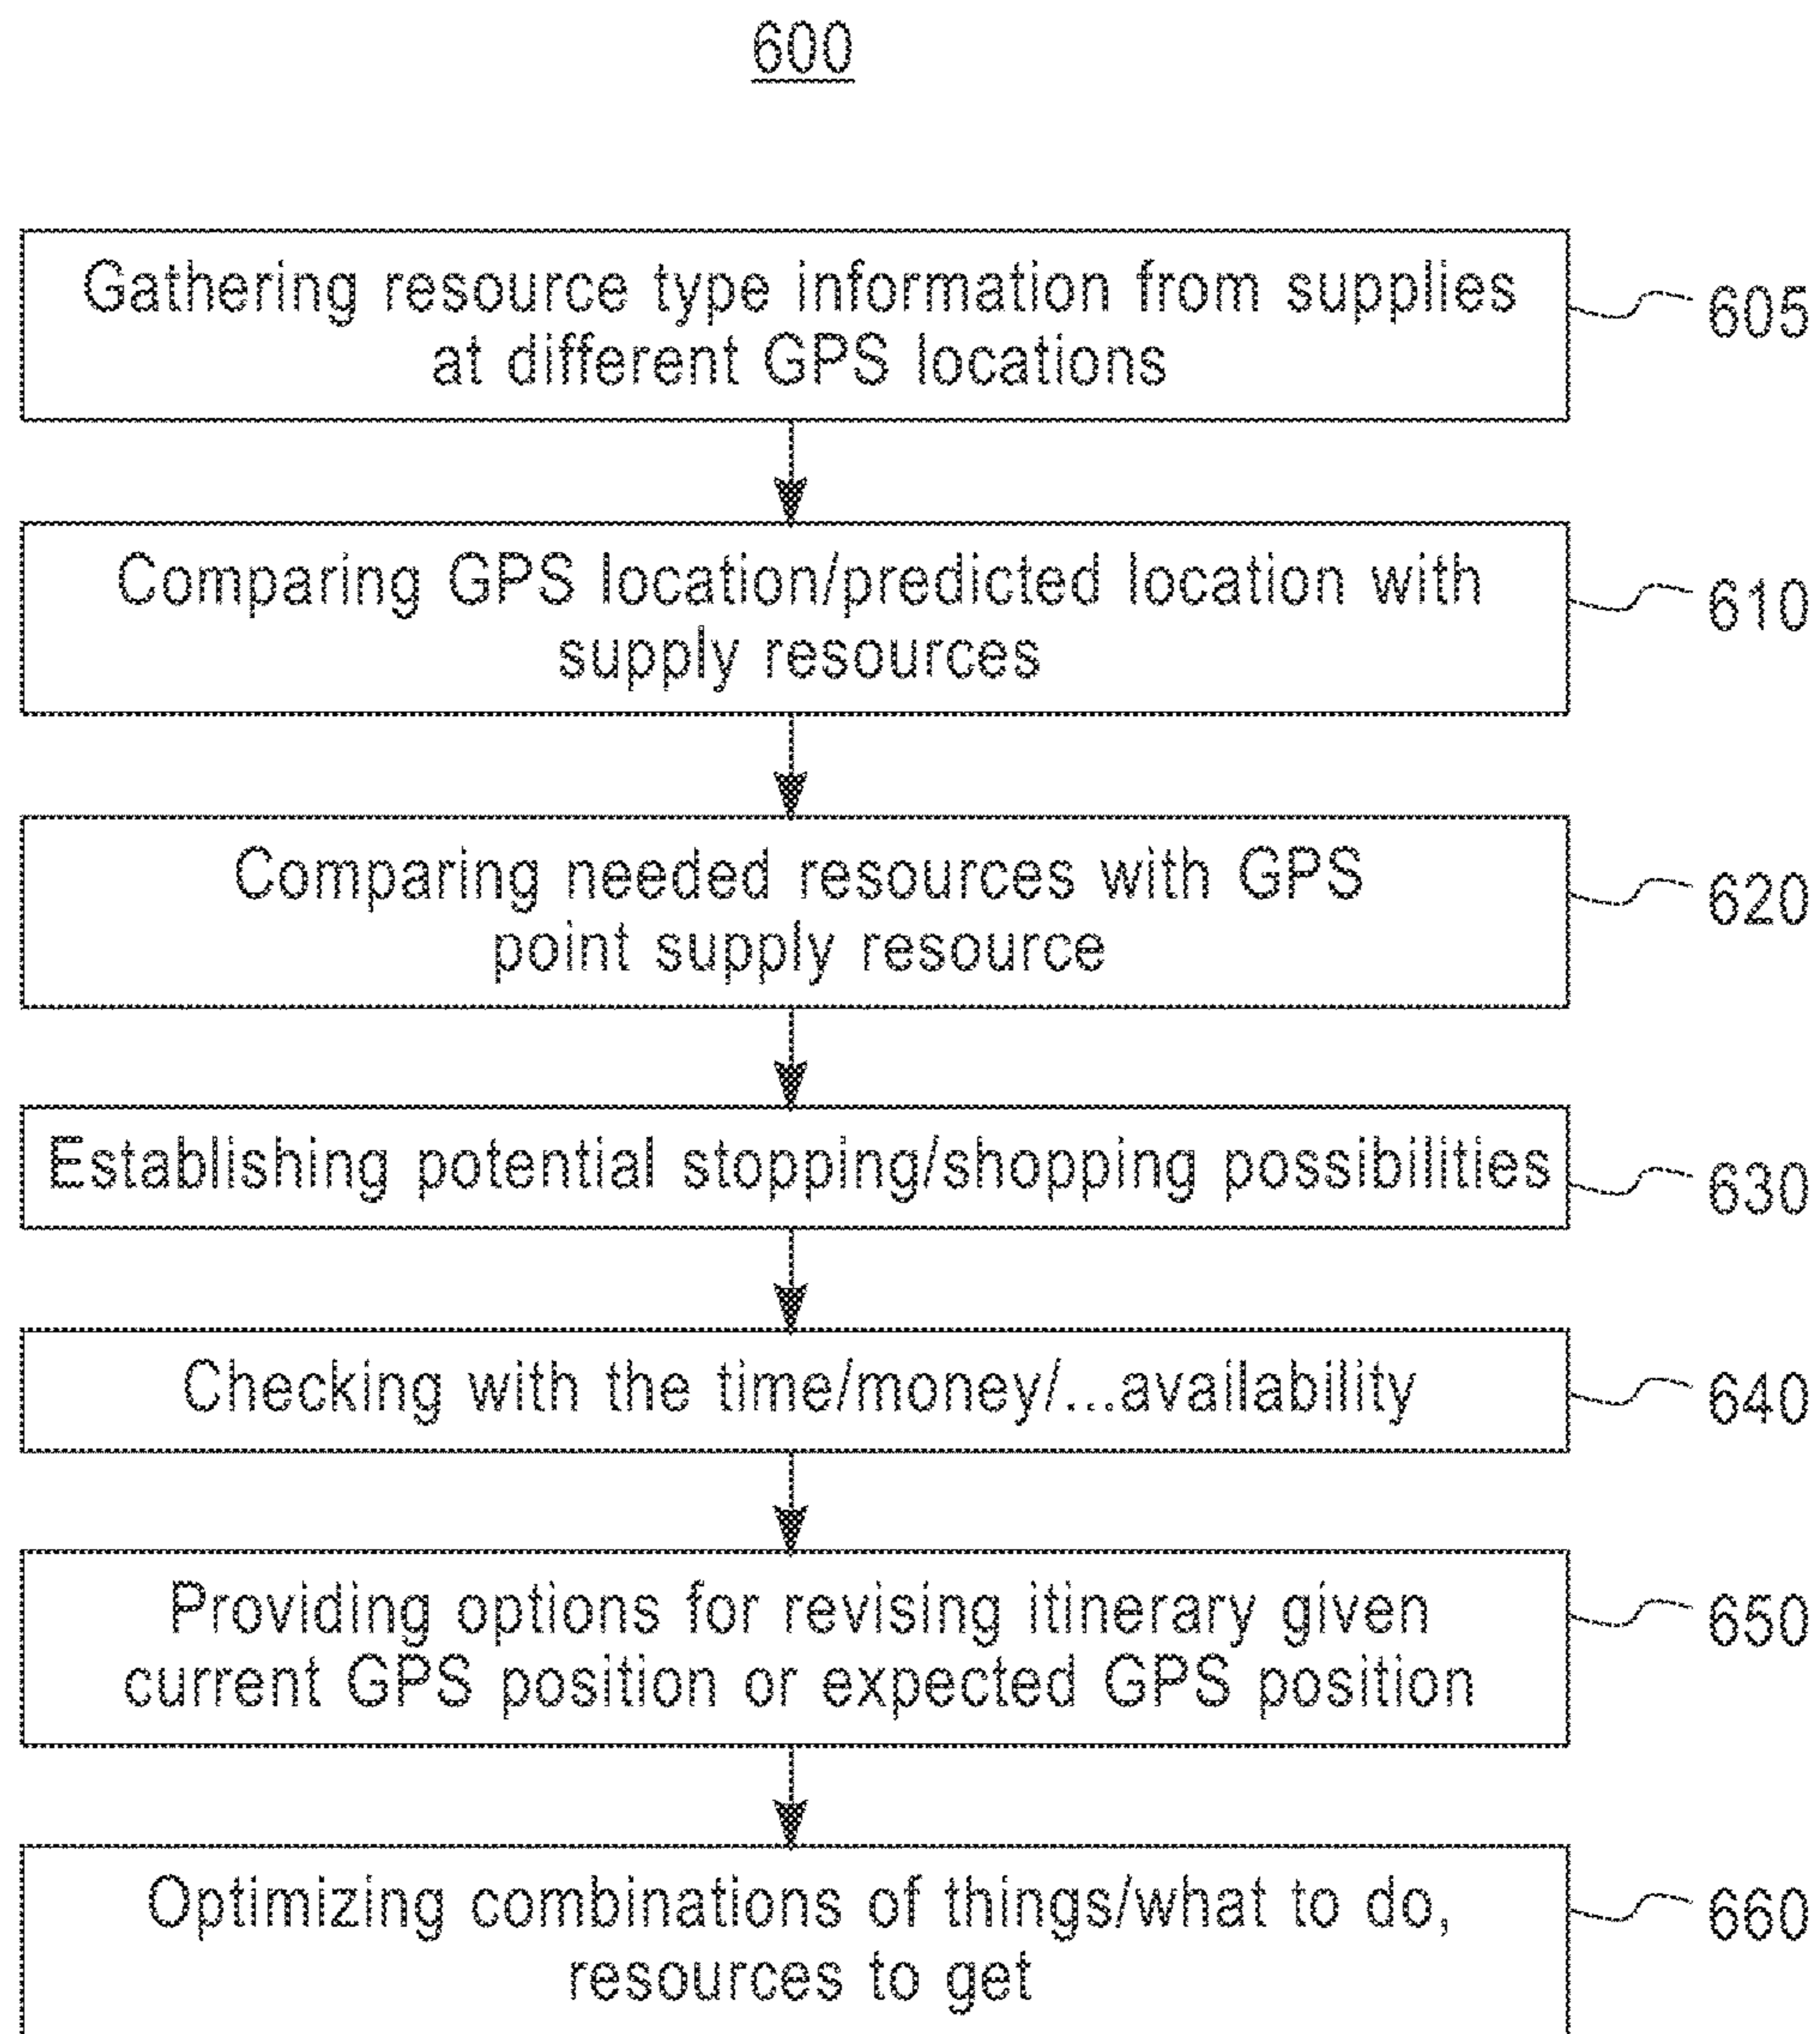 600
Gathering resource type information from supplies
at different GPS locations
605
Comparing GPS location/predicted location with
supply resources
610
Comparing needed resources with GPS
point supply resource
620
Establishing potential stopping/shopping possibilities
630
Checking with the time/money/...availability
640
Providing options for revising itinerary given
current GPS position or expected GPS position
650
Optimizing combinations of things/what to do,
resources to get
660